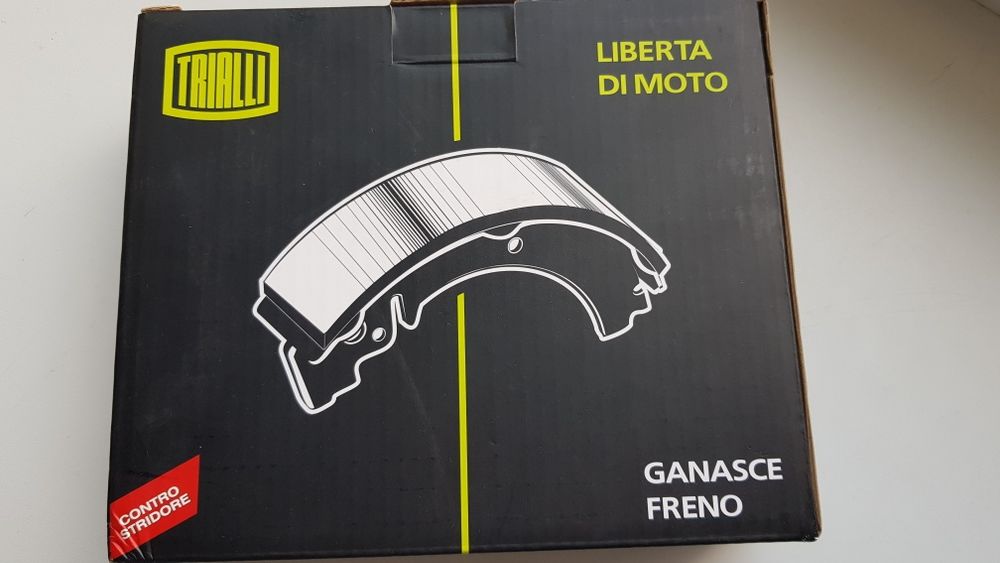 TRIALLI
LIBERTA
DI MOTO
GANASCE
FRENO
CONTRO
STRIDORE